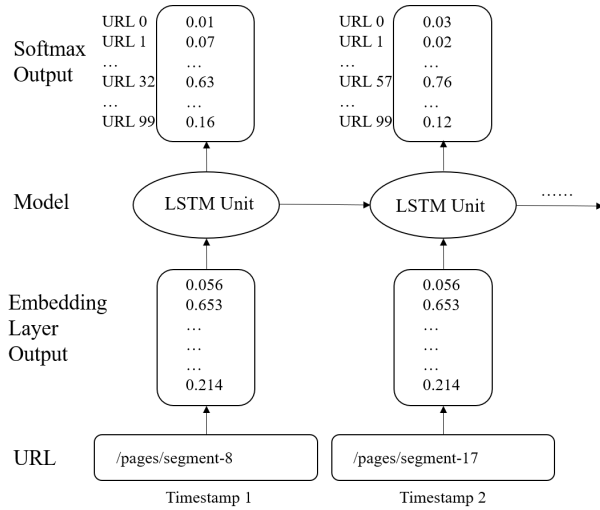 Softmax
Output
URL 0 0.01
URL 1 0.07
... ...
URL 32 0.63
... ...
URL 99 0.16
URL 0 0.03
URL 1 0.02
... ...
URL 57 0.76
... ...
URL 99 0.12
Model
LSTM Unit
LSTM Unit
......
Embedding
Layer
Output
0.056
0.653
...
...
...
0.214
0.056
0.653
...
...
...
0.214
URL
/pages/segment-8
/pages/segment-17
Timestamp 1
Timestamp 2